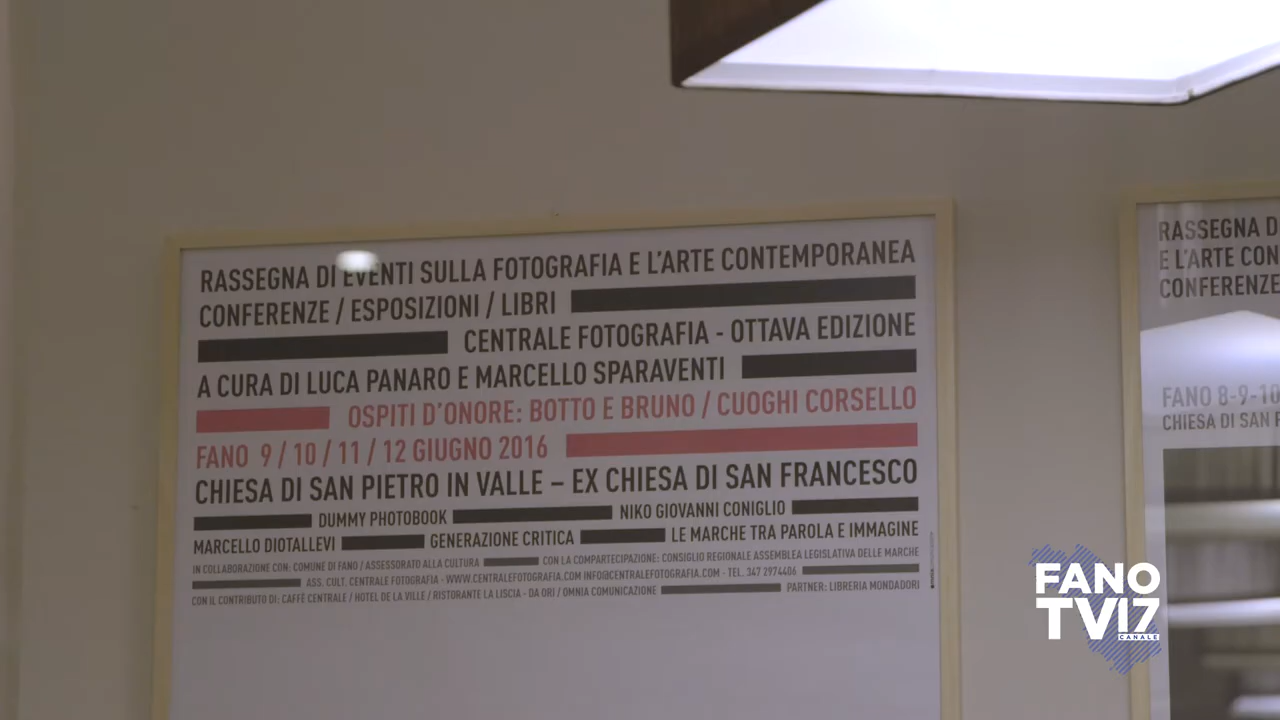 RASSEGNA DI EVENTI SULLA FOTOGRAFIA E L'ARTE CONTEMPORANEA
CONFERENZE / ESPOSIZIONI / LIBRI
CENTRALE FOTOGRAFIA - OTTAVA EDIZIONE
A CURA DI LUCA PANARO E MARCELLO SPARAVENTI
OSPITI D'ONORE: BOTTO E BRUNO / CUOGHI CORSELLO
FANO 9 / 10 / 11 / 12 GIUGNO 2016
CHIESA DI SAN PIETRO IN VALLE – EX CHIESA DI SAN FRANCESCO
DUMMY PHOTOBOOK NIKO GIOVANNI CONIGLIO
MARCELLO DIOTALLEVI GENERAZIONE CRITICA LE MARCHE TRA PAROLA E IMMAGINE
IN COLLABORAZIONE CON: COMUNE DI FANO / ASSESSORATO ALLA CULTURA CON LA COMPARTECIPAZIONE: CONSIGLIO REGIONALE ASSEMBLEA LEGISLATIVA DELLE MARCHE
ASS. CULT. CENTRALE FOTOGRAFIA - WWW.CENTRALEFOTOGRAFIA.COM INFO@CENTRALEFOTOGRAFIA.COM - TEL. 347 2974406
CON IL CONTRIBUTO DI: CAFFÈ CENTRALE / HOTEL DE LA VILLE / RISTORANTE LA LISCIA - DA ORI / OMNIA COMUNICAZIONE PARTNER: LIBRERIA MONDADORI
RASSEGNA D
E L'ARTE CON
CONFERENZE
FANO 8-9-10
CHIESA DI SAN
FANO
TV17
CANALE